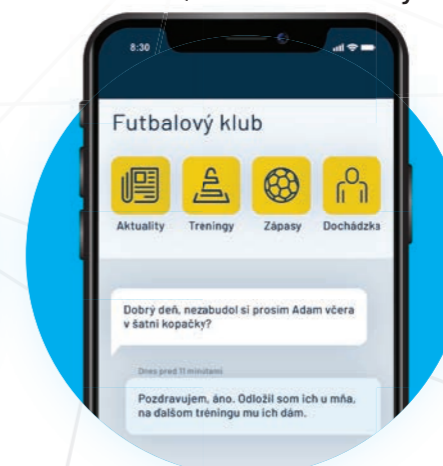 8:30
Futbalový klub
Aktuality Treningy Zápasy Dochádzka
Dobrý deň, nezabudol si prosím Adam včera
v šatni kopačky?
Dnes pred 11 minútami
Pozdravujem, áno. Odložil som ich u mňa,
na ďalšom tréningu mu ich dám.